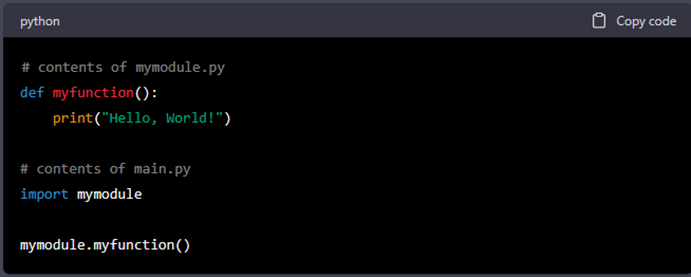 python
Copy code
# contents of mymodule.py
def myfunction():
    print("Hello, World!")
# contents of main.py
import mymodule
mymodule.myfunction()